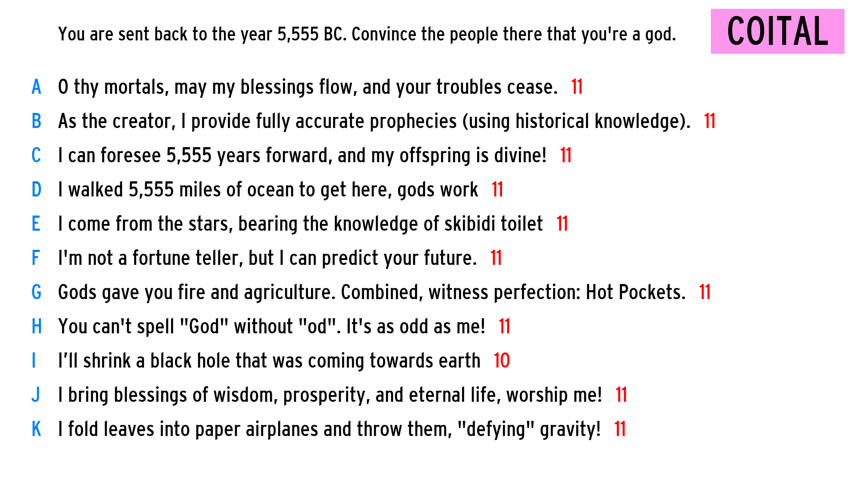 You are sent back to the year 5,555 BC. Convince the people there that you're a god.
COITAL
A O thy mortals, may my blessings flow, and your troubles cease. 11
B As the creator, I provide fully accurate prophecies (using historical knowledge). 11
C I can foresee 5,555 years forward, and my offspring is divine! 11
D I walked 5,555 miles of ocean to get here, gods work 11
E I come from the stars, bearing the knowledge of skibidi toilet 11
F I'm not a fortune teller, but I can predict your future. 11
G Gods gave you fire and agriculture. Combined, witness perfection: Hot Pockets. 11
H You can't spell "God" without "od". It's as odd as me! 11
I I’ll shrink a black hole that was coming towards earth 10
J I bring blessings of wisdom, prosperity, and eternal life, worship me! 11
K I fold leaves into paper airplanes and throw them, "defying" gravity! 11